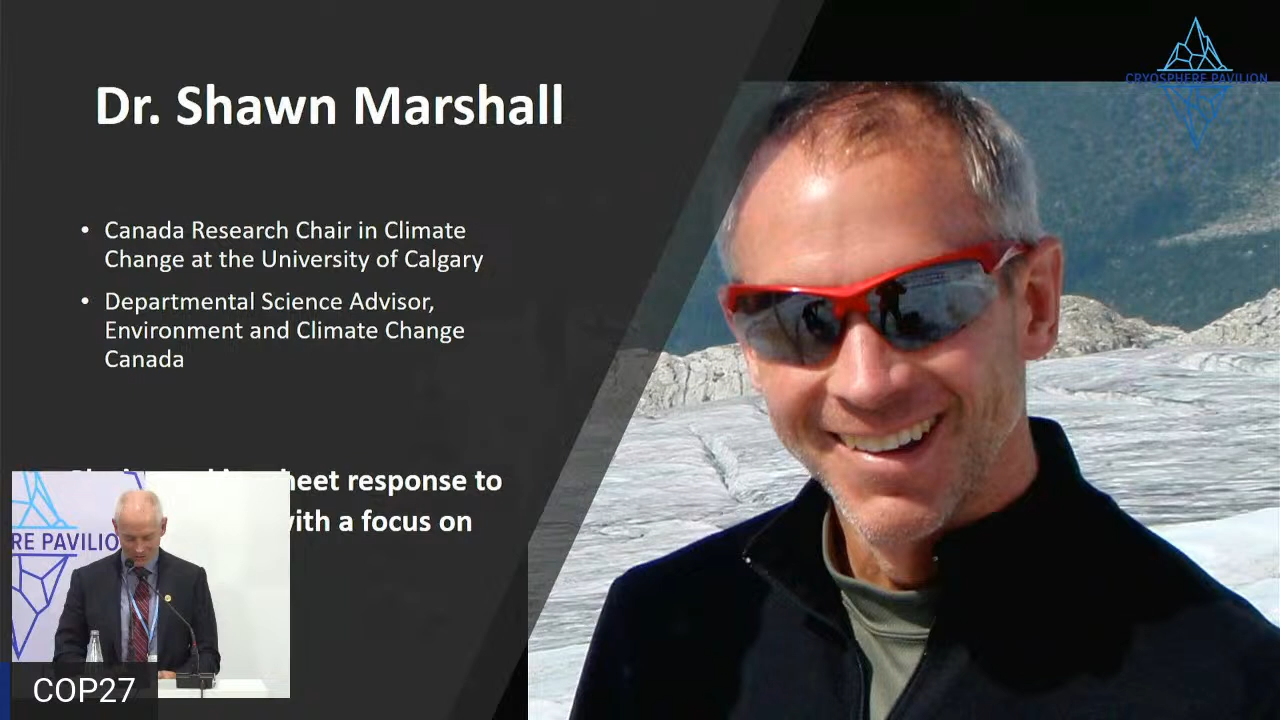 Dr. Shawn Marshall
CRYOSPHERE PAVILION
• Canada Research Chair in Climate
Change at the University of Calgary
• Departmental Science Advisor,
Environment and Climate Change
Canada
response to
with a focus on
RE PAVILIO
COP27